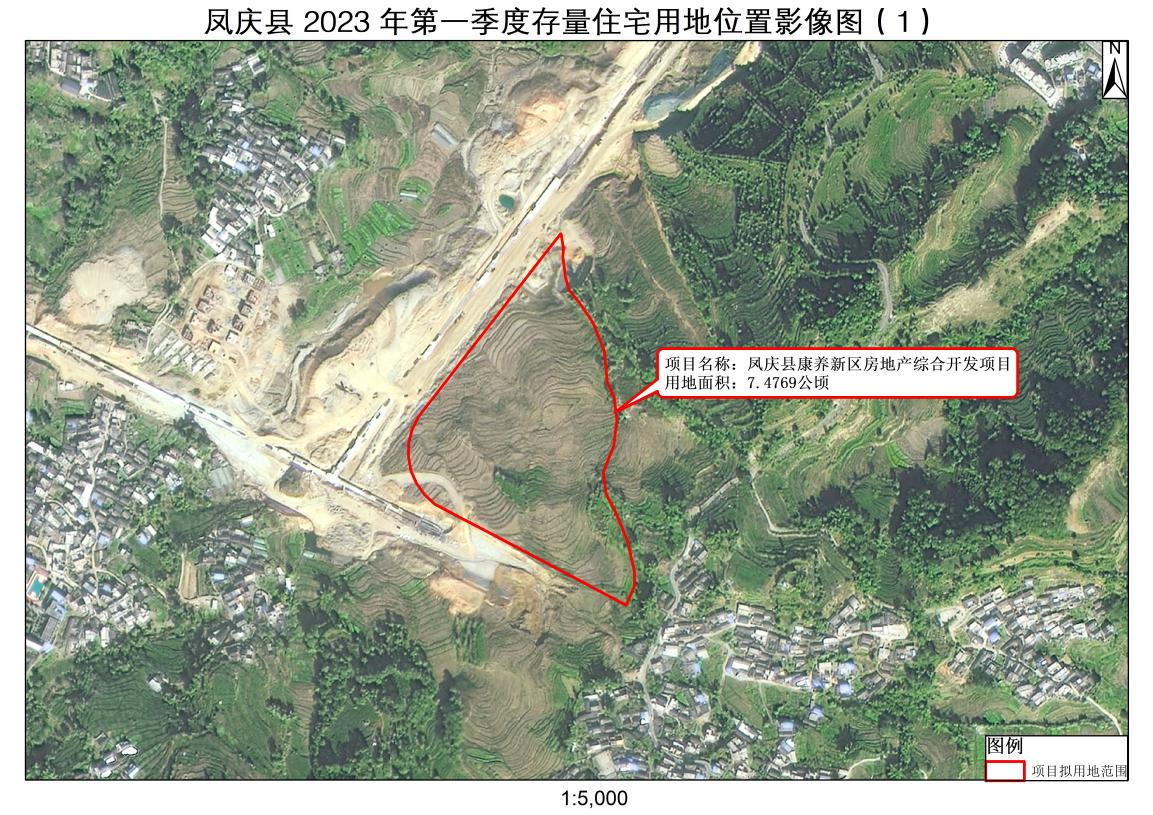 凤庆县 2023 年第一季度存量住宅用地位置影像图（1）
N
项目名称：凤庆县康养新区房地产综合开发项目
用地面积：7.4769公顷
图例
项目拟用地范围
1:5,000